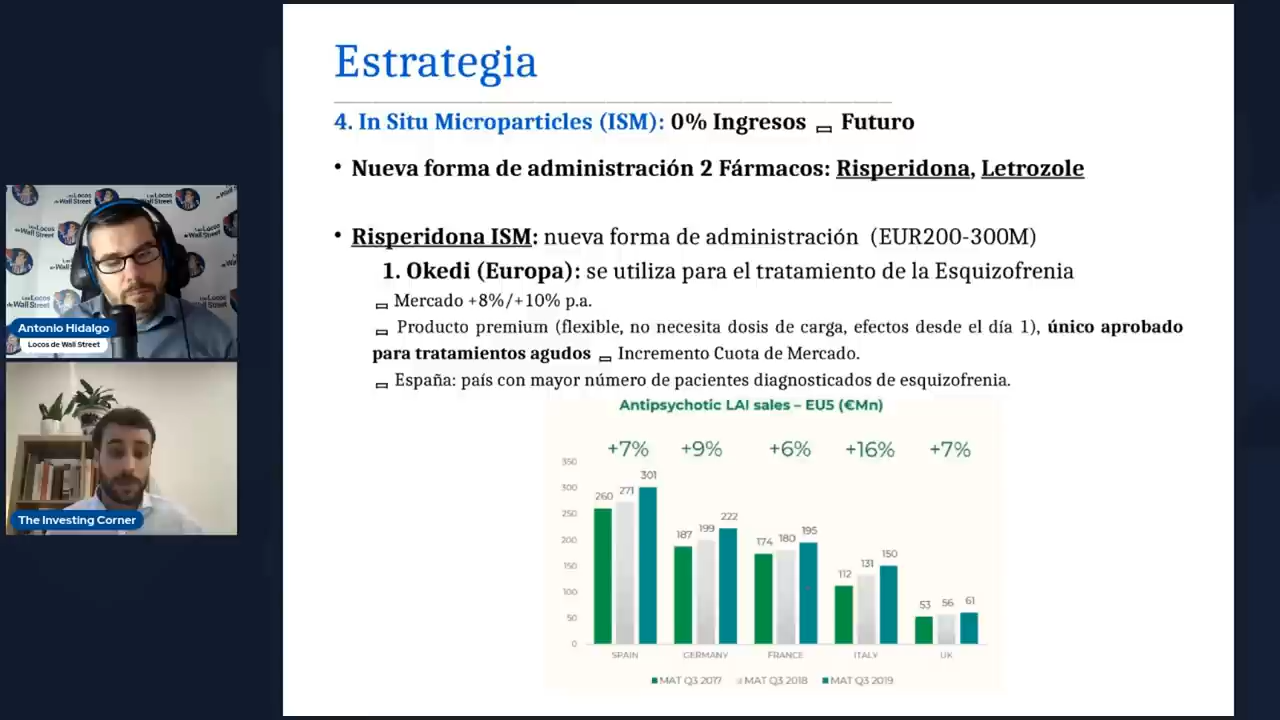 Estrategia
4. In Situ Microparticles (ISM): 0% Ingresos Futuro
• Nueva forma de administración 2 Fármacos: Risperidona, Letrozole
• Risperidona ISM: nueva forma de administración (EUR200-300M)
1. Okedi (Europa): se utiliza para el tratamiento de la Esquizofrenia
Mercado +8%/+10% p.a.
Producto premium (flexible, no necesita dosis de carga, efectos desde el día 1), único aprobado
para tratamientos agudos Incremento Cuota de Mercado.
España: país con mayor número de pacientes diagnosticados de esquizofrenia.
Antipsychotic LAI sales – EU5 (€Mn)
+7% +9% +6% +16% +7%
350
300
250
200
150
100
50
0
260 271 301
187 199 222
174 180 195
112 131 150
53 56 61
SPAIN GERMANY FRANCE ITALY UK
MAT Q3 2017 MAT Q3 2018 MAT Q3 2019
Los Locos
de Wall Street
Antonio Hidalgo
Locos de Wall Street
The Investing Corner